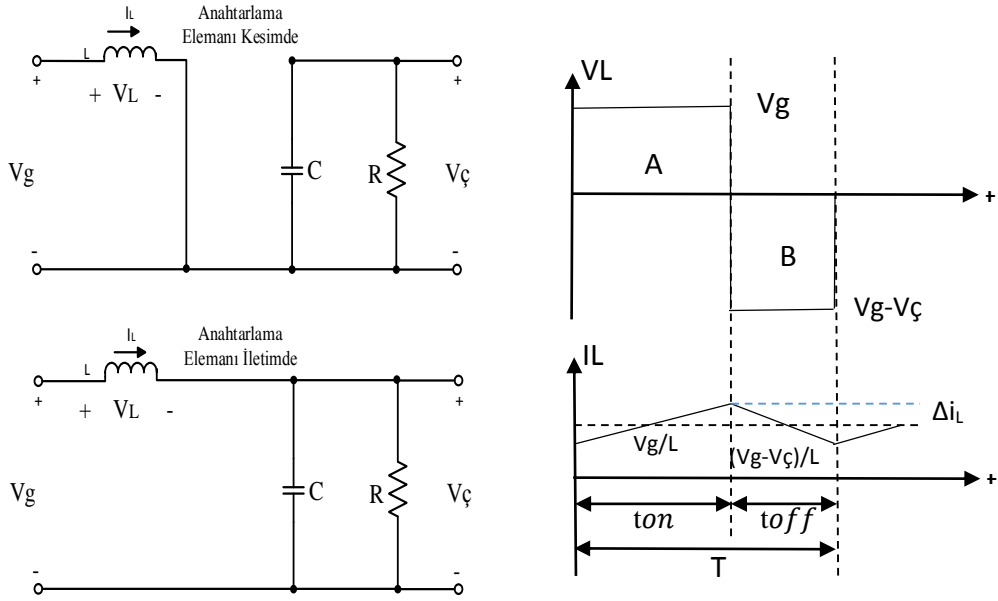 IL
Anahtarlama
Elemanı Kesimde
L
+
+
+ VL -
Vg
C
R
Vç
-
-
IL
Anahtarlama
Elemanı İletimde
L
+
+
+ VL -
Vg
C
R
Vç
-
-
VL
Vg
A
t
B
Vg-Vç
IL
ΔiL
Vg/L
(Vg-Vç)/L
t
ton
toff
T